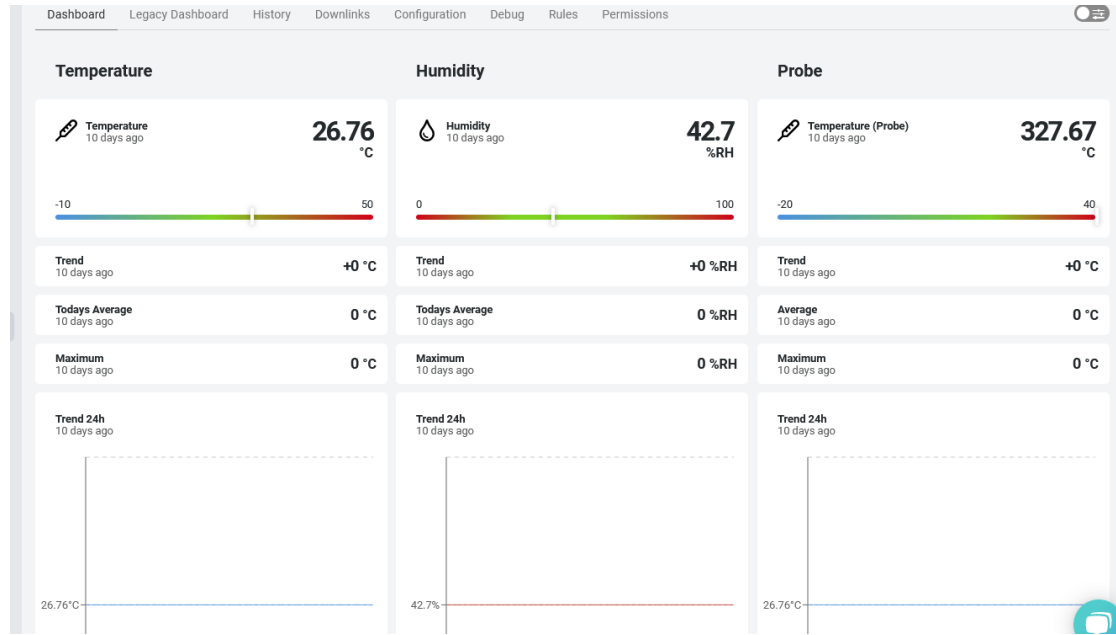 Dashboard Legacy Dashboard History Downlinks Configuration Debug Rules Permissions
Temperature
Humidity
Probe
Temperature
10 days ago
26.76
°C
-10 50
Humidity
10 days ago
42.7
%RH
0 100
Temperature (Probe)
10 days ago
327.67
°C
-20 40
Trend
10 days ago
+0 °C
Trend
10 days ago
+0 %RH
Trend
10 days ago
+0 °C
Todays Average
10 days ago
0 °C
Todays Average
10 days ago
0 %RH
Average
10 days ago
0 °C
Maximum
10 days ago
0 °C
Maximum
10 days ago
0 %RH
Maximum
10 days ago
0 °C
Trend 24h
10 days ago
26.76°C
Trend 24h
10 days ago
42.7%
Trend 24h
10 days ago
26.76°C